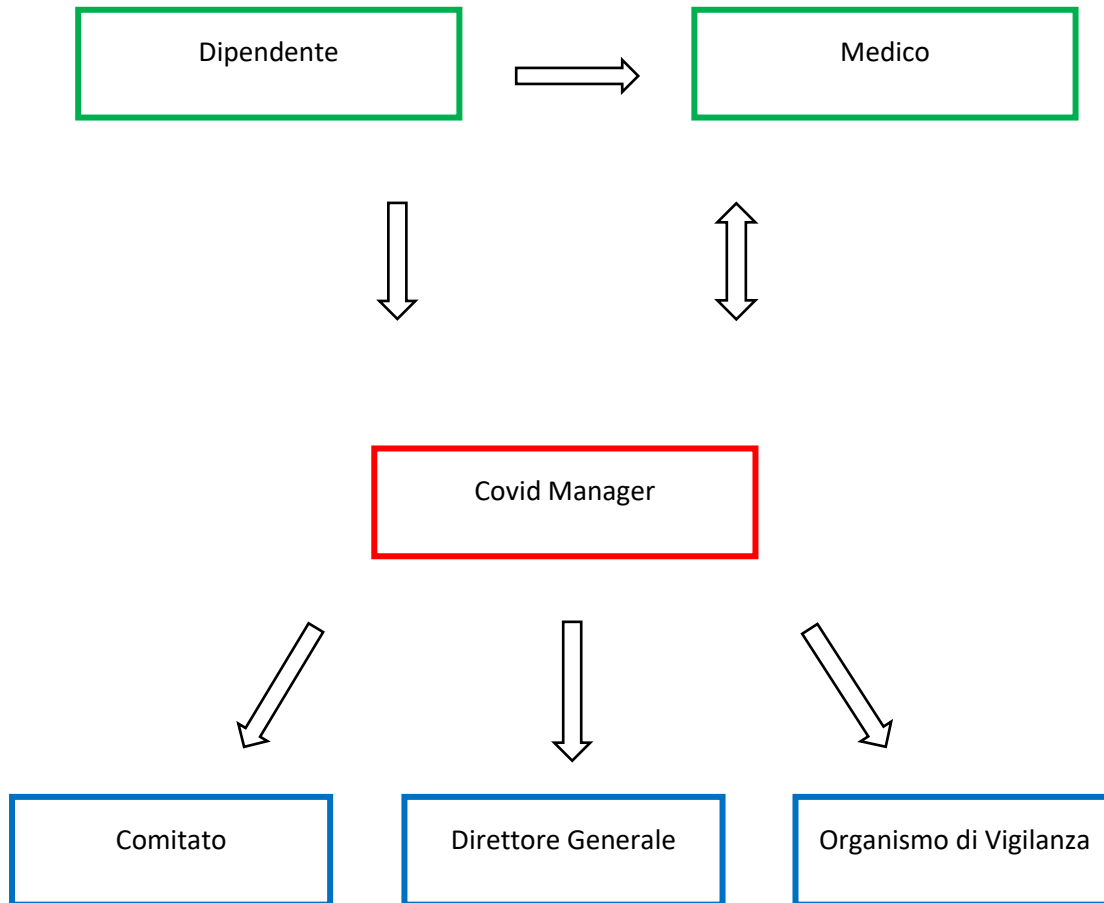 Dipendente
Medico
Covid Manager
Comitato
Direttore Generale
Organismo di Vigilanza